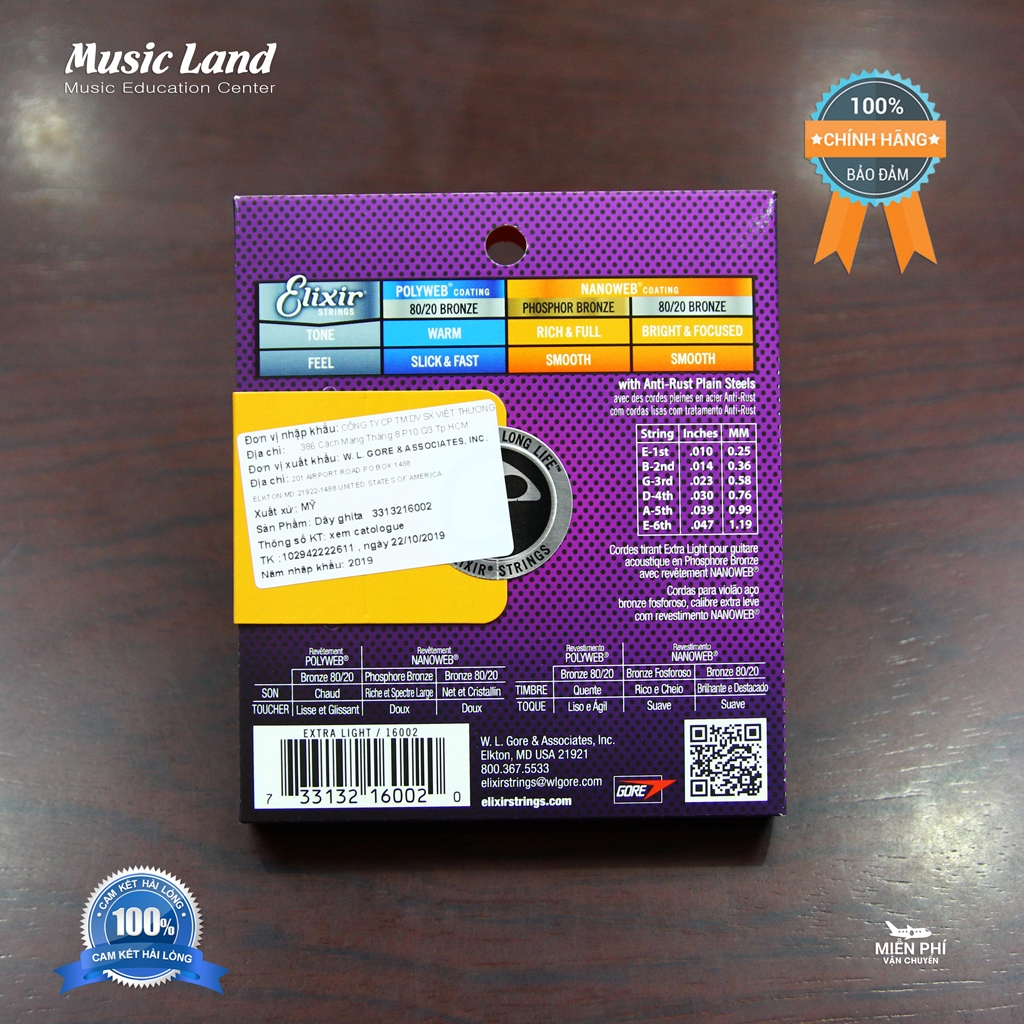 Music Land
Music Education Center
100%
CHÍNH HÃNG
BẢO ĐẢM
Elixir
STRINGS
POLYWEB® COATING
NANOWEB® COATING
80/20 BRONZE
PHOSPHOR BRONZE
80/20 BRONZE
TONE
WARM
RICH & FULL
BRIGHT & FOCUSED
FEEL
SLICK & FAST
SMOOTH
SMOOTH
with Anti-Rust Plain Steels
avec des cordes pleines en acier Anti-Rust
com cordas lisas com tratamento Anti-Rust
Đơn vị nhập khẩu: CÔNG TY CP TM DV SX VIỆT THƯƠNG
Địa chỉ: 386 Cách Mạng Tháng 8 P10 Q3 Tp HCM
Đơn vị xuất khẩu: W. L. GORE & ASSOCIATES, INC.
Địa chỉ: 201 AIRPORT ROAD PO BOX 1488
ELKTON MD 21922-1488 UNITED STATES OF AMERICA
Xuất xứ: MỸ
Sản Phẩm: Dây ghita 3313216002
Thông số KT: xem catologue
TK :102942222611 , ngày 22/10/2019
Năm nhập khẩu: 2019
LONG LIFE™
STRINGS
String Inches MM
E-1st .010 0.25
B-2nd .014 0.36
G-3rd .023 0.58
D-4th .030 0.76
A-5th .039 0.99
E-6th .047 1.19
Cordes tirant Extra Light pour guitare
acoustique en Phosphore Bronze
avec revêtement NANOWEB®
Cordas para violão aço
bronze fosforoso, calibre extra leve
com revestimento NANOWEB®
Revêtement
POLYWEB®
Revêtement
NANOWEB®
Bronze 80/20
Phosphore Bronze
Bronze 80/20
SON
Chaud
Riche et Spectre Large
Net et Cristallin
TOUCHER
Lisse et Glissant
Doux
Doux
Revestimento
POLYWEB®
Revestimento
NANOWEB®
Bronze 80/20
Bronze Fosforoso
Bronze 80/20
TIMBRE
Quente
Rico e Cheio
Brilhante e Destacado
TOQUE
Liso e Ágil
Suave
Suave
EXTRA LIGHT / 16002
7 33132 16002 0
W. L. Gore & Associates, Inc.
Elkton, MD USA 21921
800.367.5533
elixirstrings@wlgore.com
elixirstrings.com
GORE
CAM KẾT HÀI LÒNG
100%
CAM KẾT HÀI LÒNG
MIỄN PHÍ
VẬN CHUYỂN